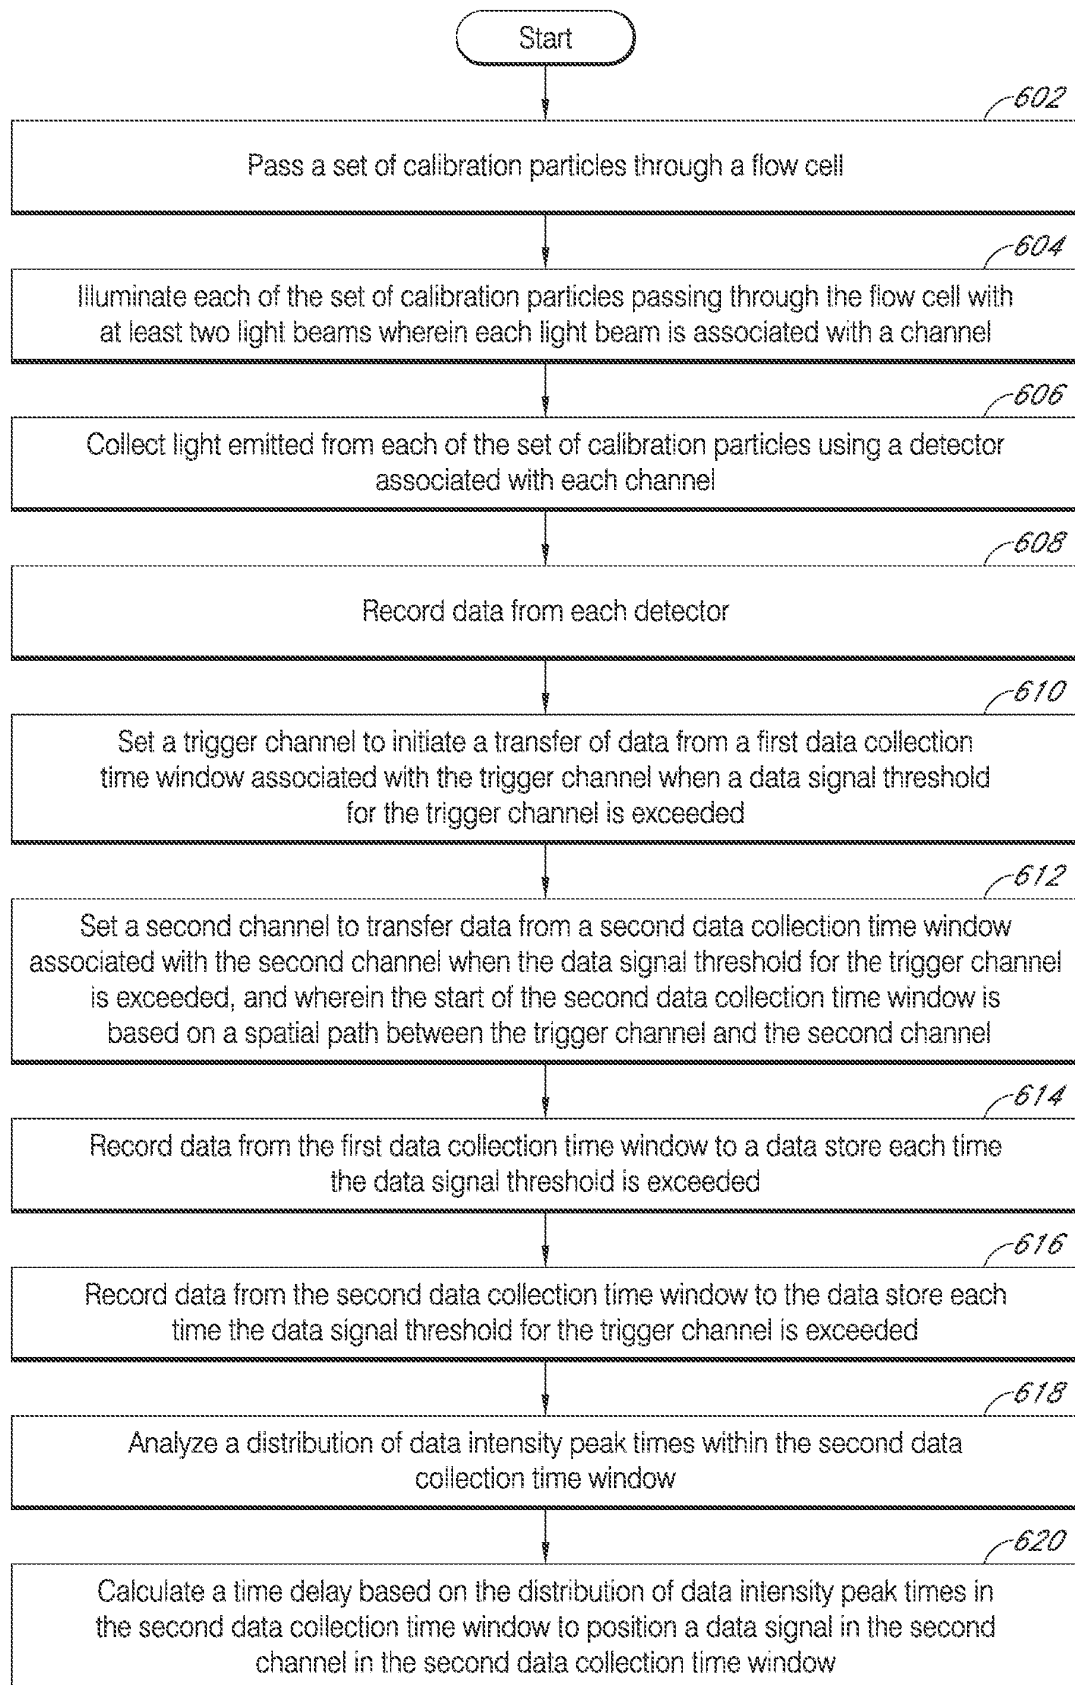 Start
602
Pass a set of calibration particles through a flow cell
604
Illuminate each of the set of calibration particles passing through the flow cell with
at least two light beams wherein each light beam is associated with a channel
606
Collect light emitted from each of the set of calibration particles using a detector
associated with each channel
608
Record data from each detector
610
Set a trigger channel to initiate a transfer of data from a first data collection
time window associated with the trigger channel when a data signal threshold
for the trigger channel is exceeded
612
Set a second channel to transfer data from a second data collection time window
associated with the second channel when the data signal threshold for the trigger channel
is exceeded, and wherein the start of the second data collection time window is
based on a spatial path between the trigger channel and the second channel
614
Record data from the first data collection time window to a data store each time
the data signal threshold is exceeded
616
Record data from the second data collection time window to the data store each
time the data signal threshold for the trigger channel is exceeded
618
Analyze a distribution of data intensity peak times within the second data
collection time window
620
Calculate a time delay based on the distribution of data intensity peak times in
the second data collection time window to position a data signal in the second
channel in the second data collection time window